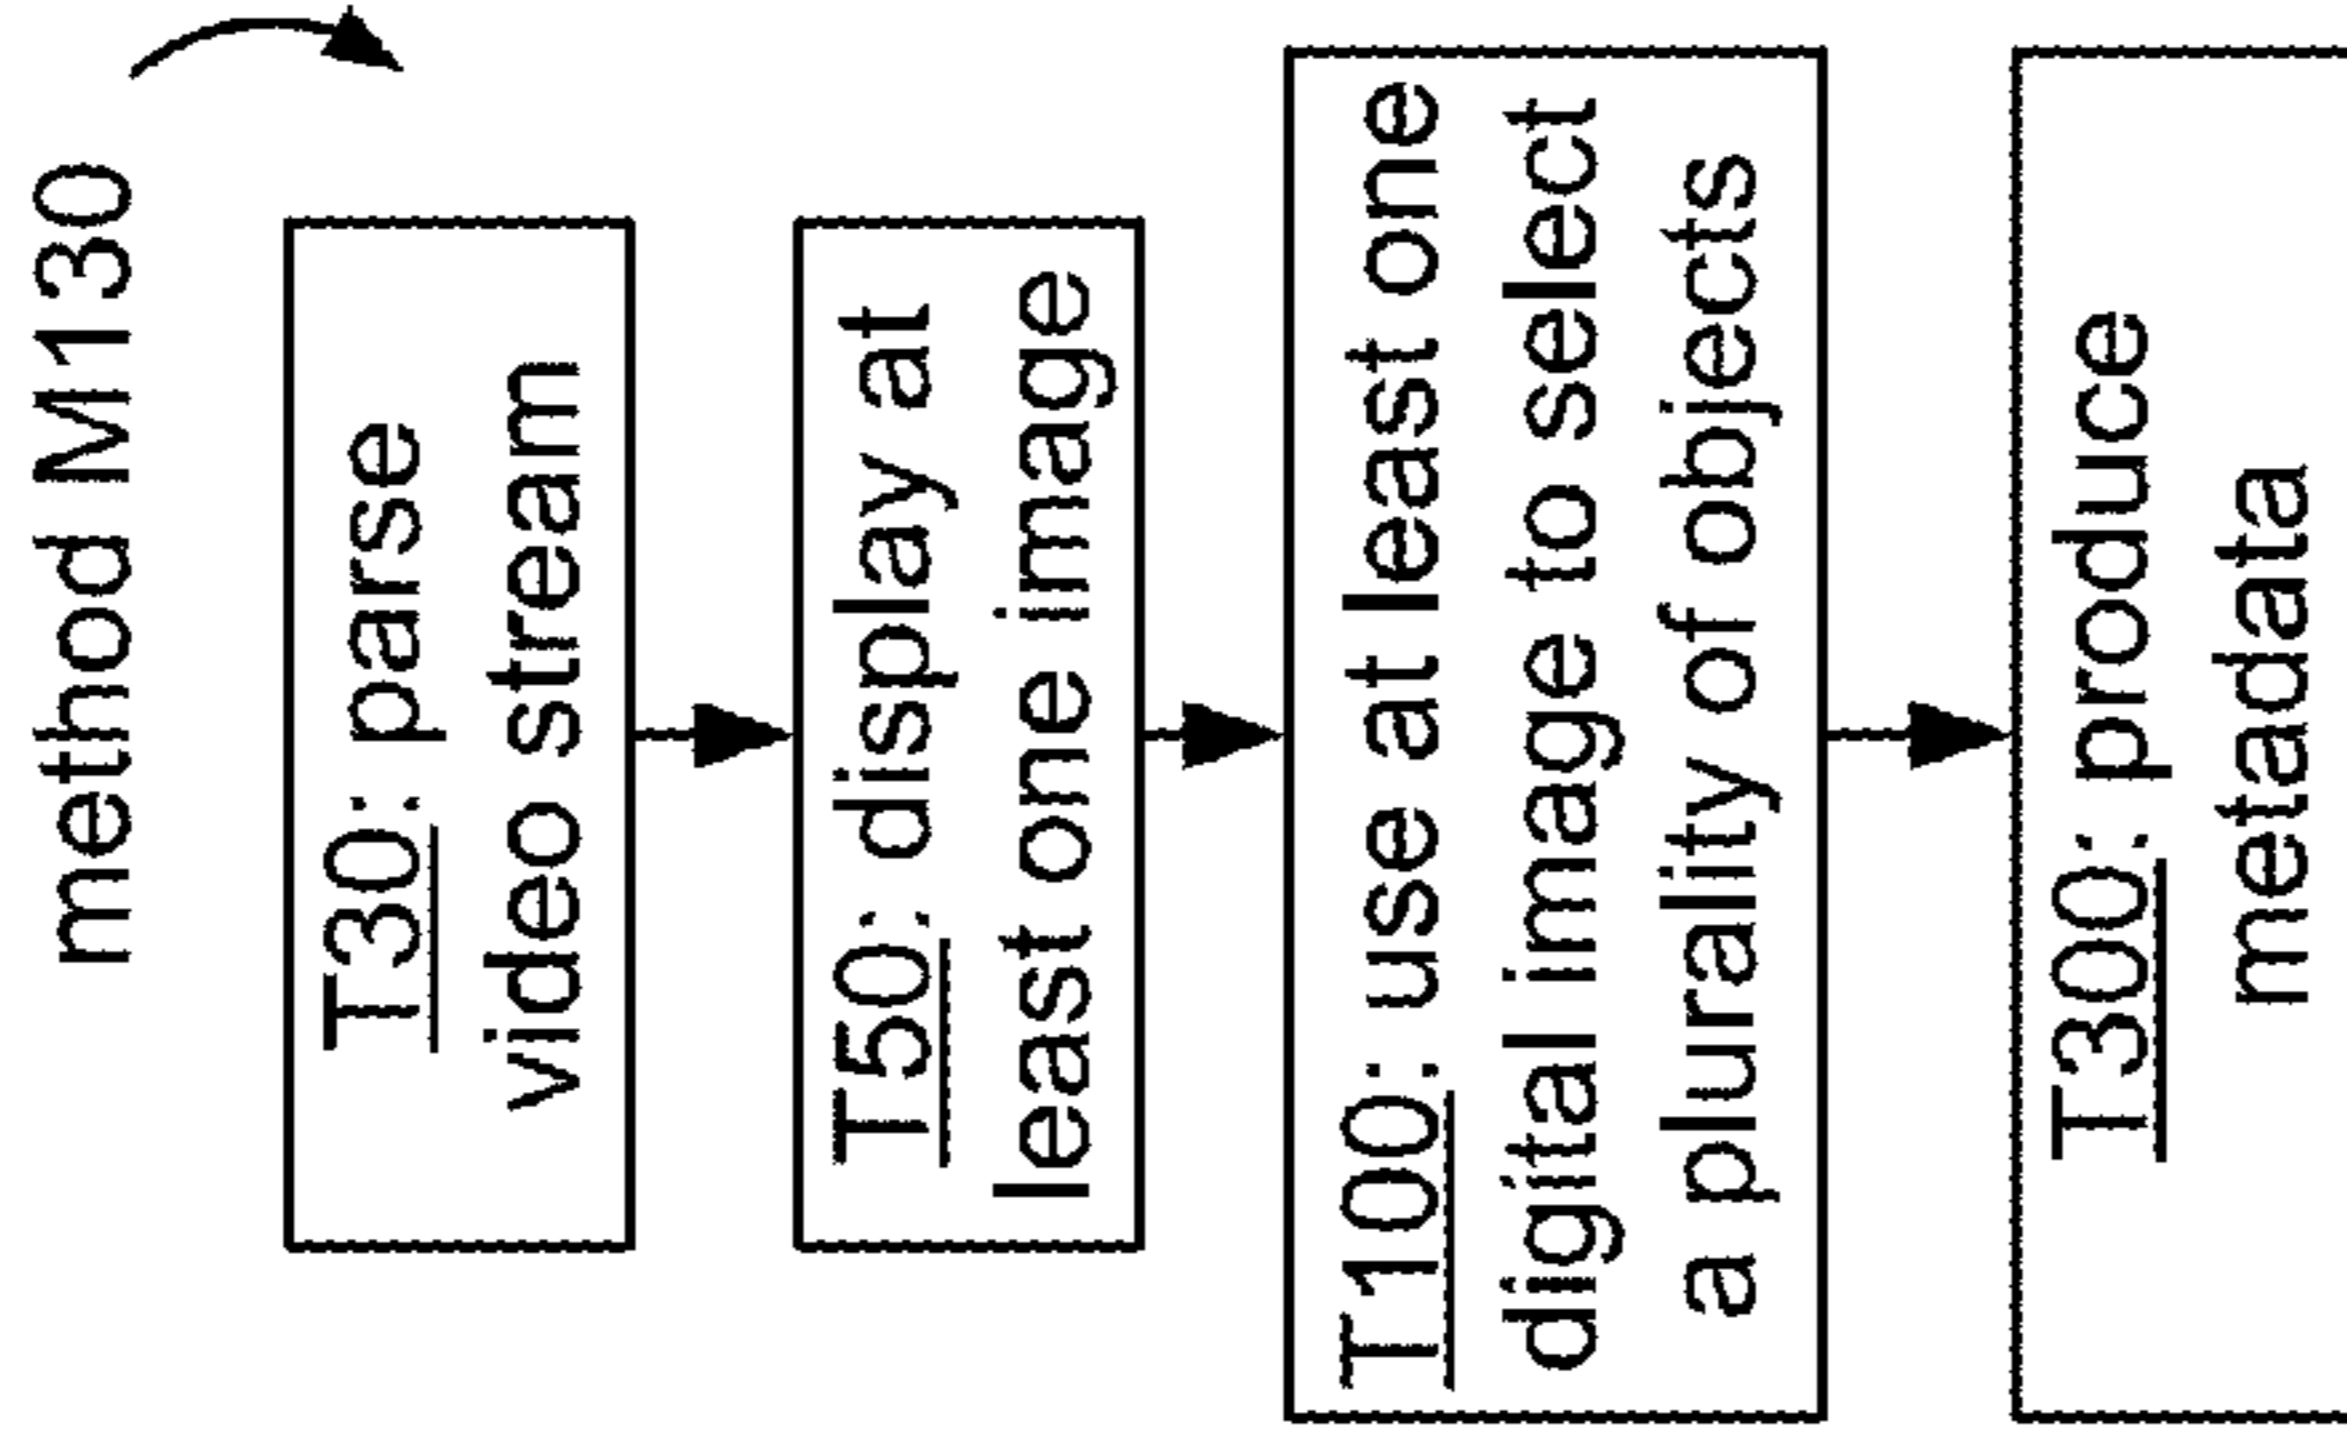 method M130
T30: parse
video stream
T50: display at
least one image
T100: use at least one
digital image to select
a plurality of objects
T300: produce
metadata